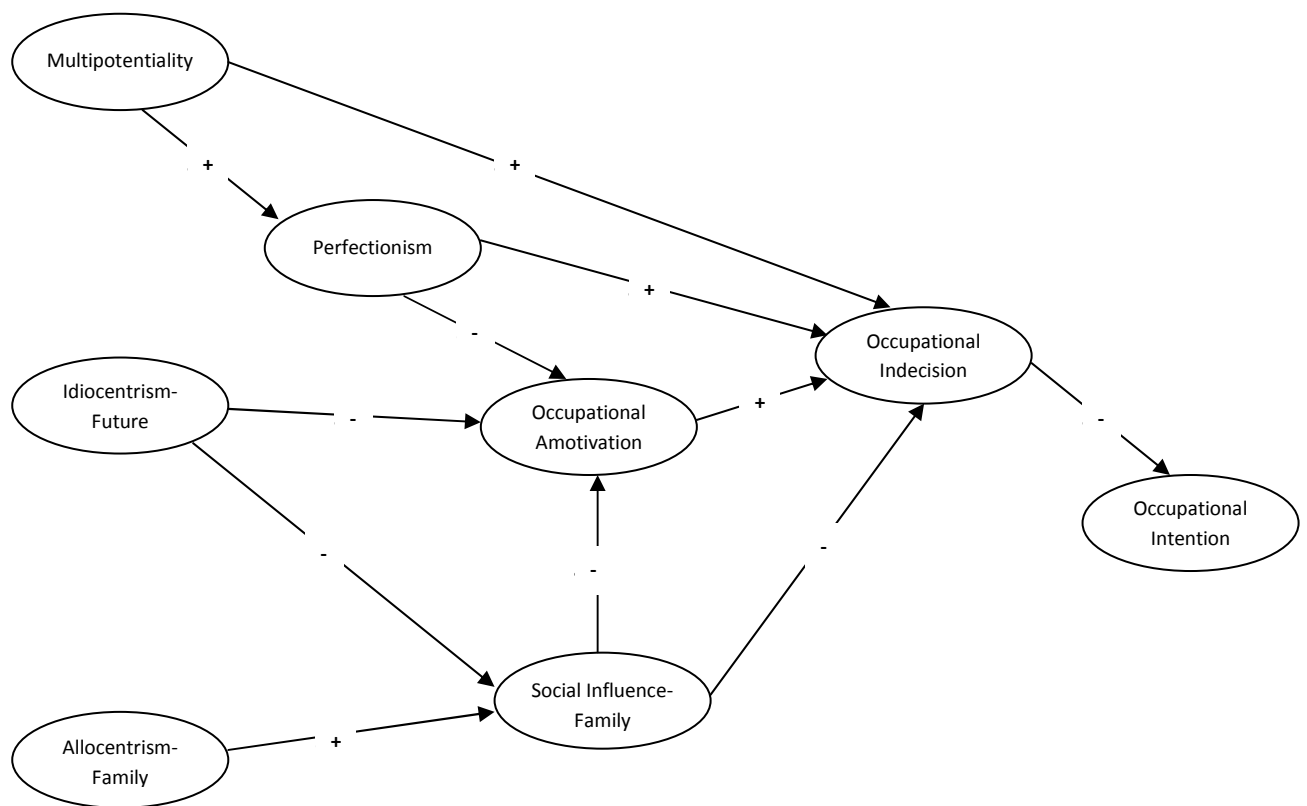 Multipotentiality
+
+
Perfectionism
+
-
Occupational
Indecision
Idiocentrism-
Future
-
Occupational
Amotivation
+
-
Occupational
Intention
-
-
-
Social Influence-
Family
Allocentrism-
Family
+